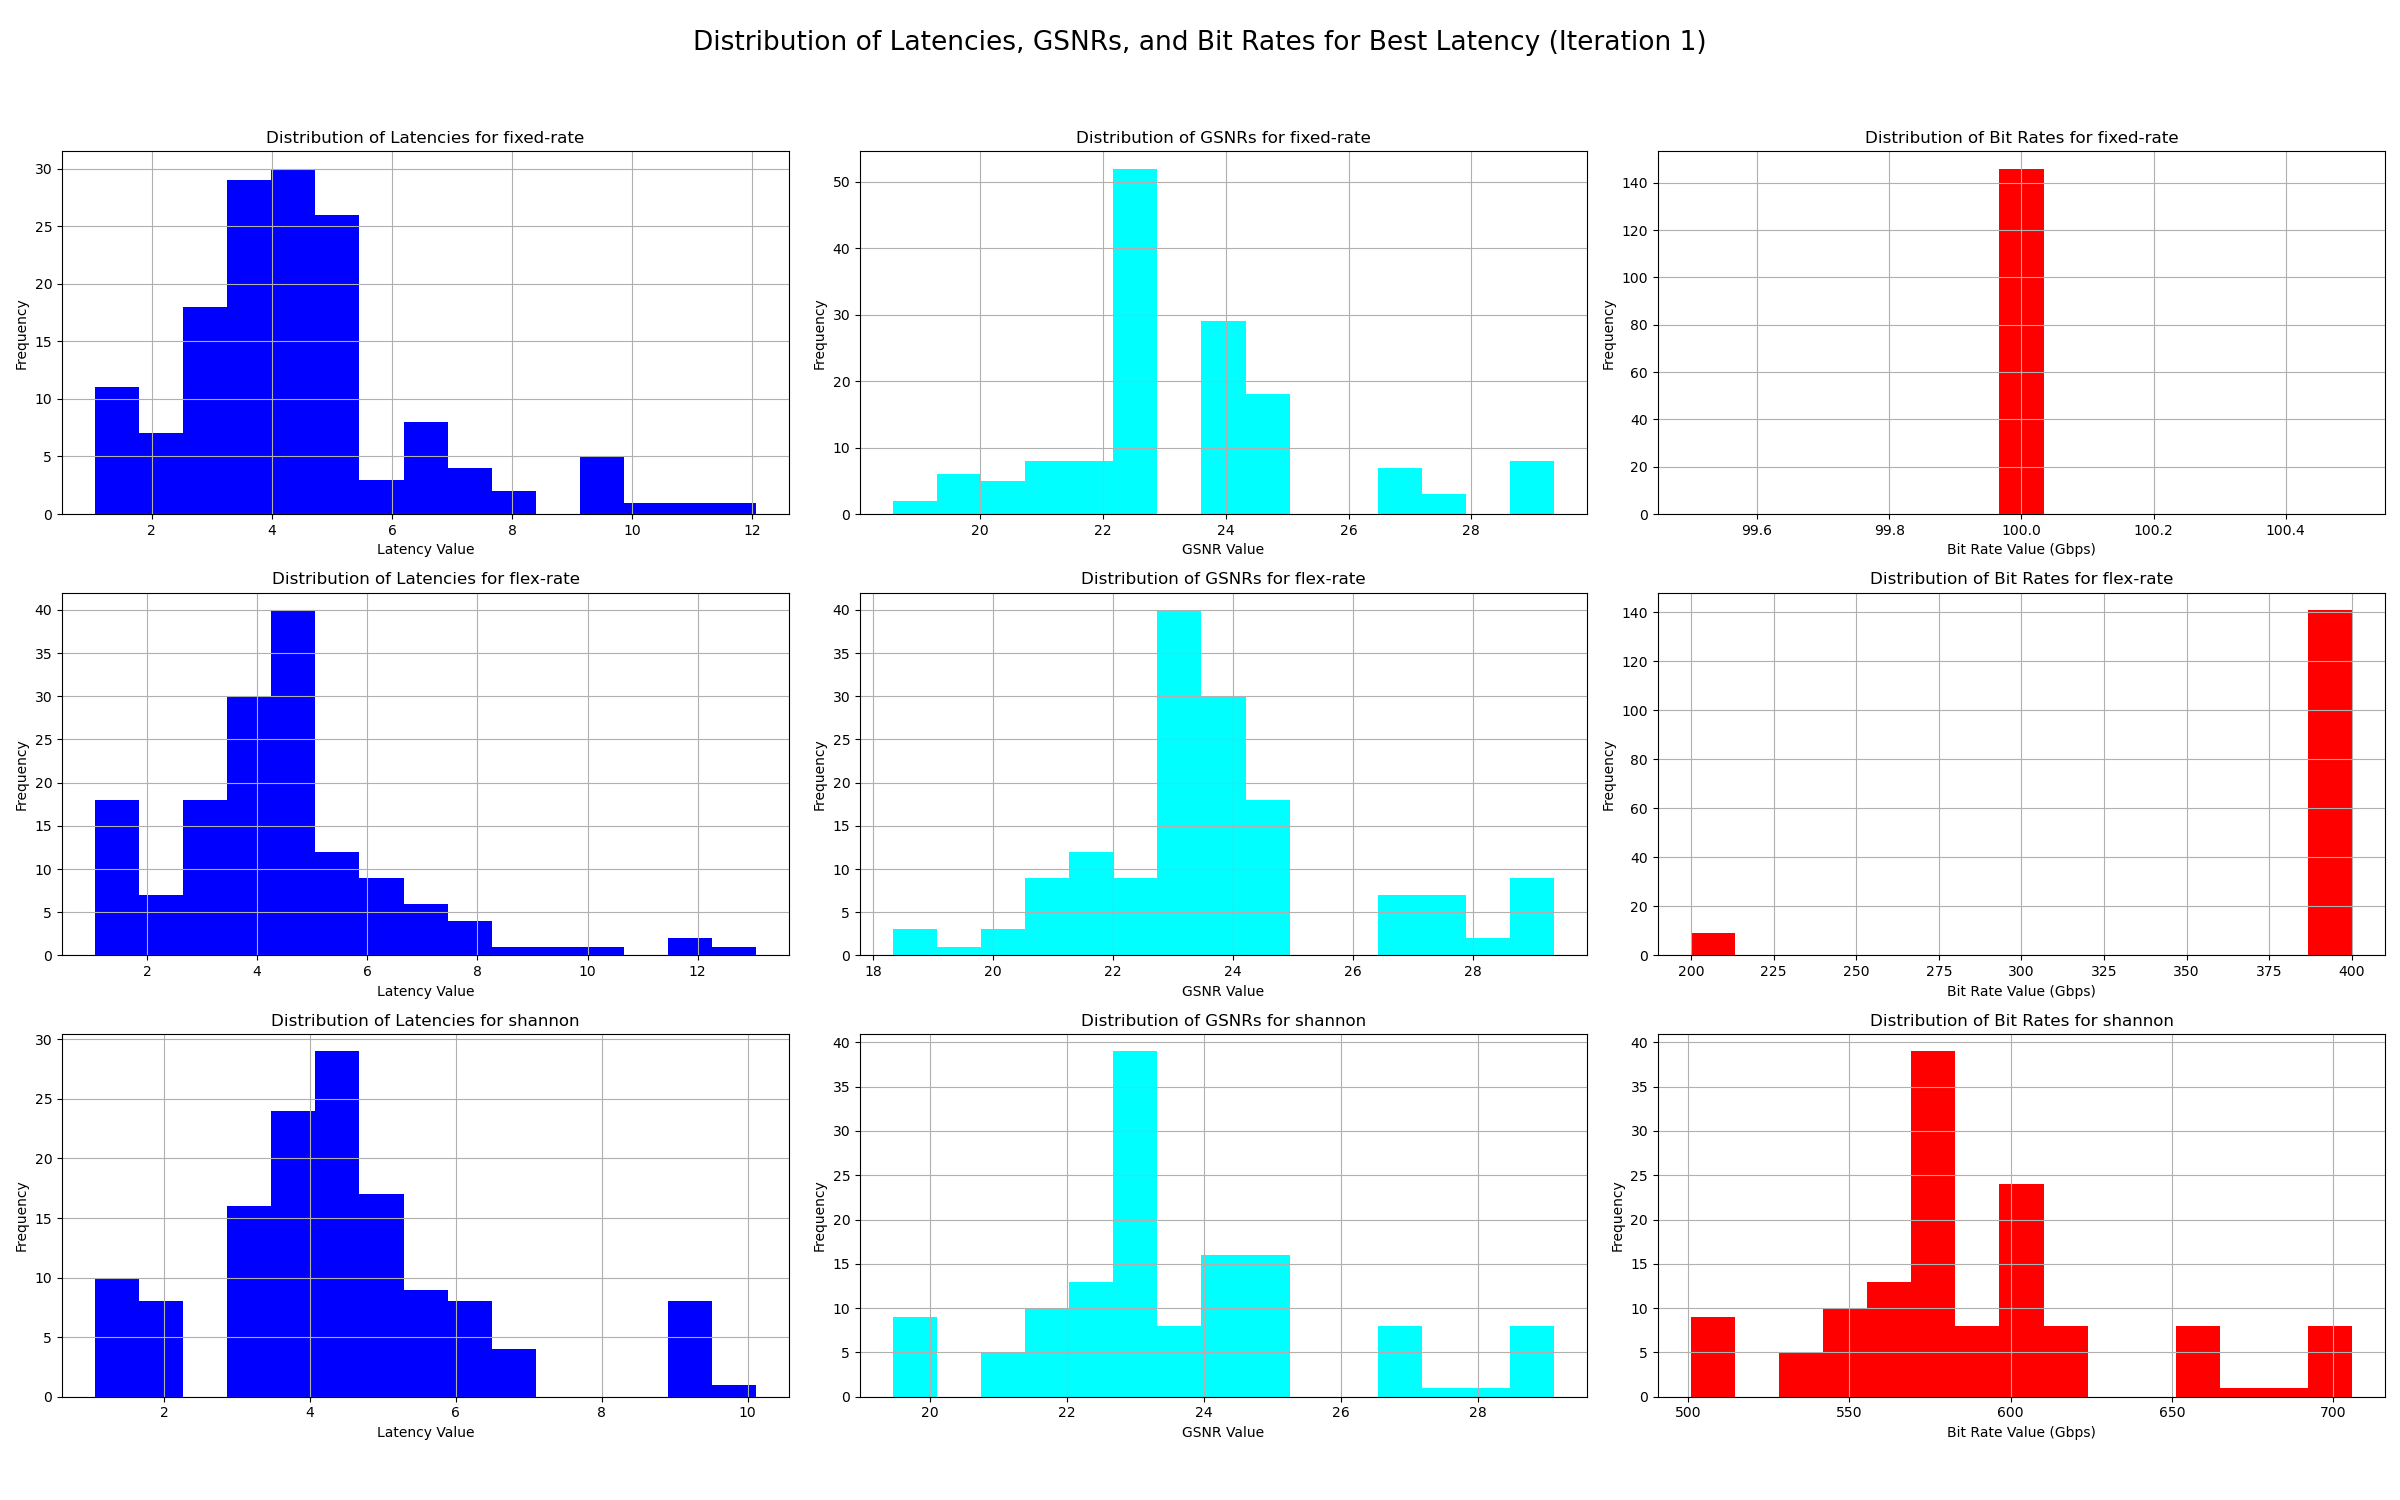 Distribution of Latencies, GSNRs, and Bit Rates for Best Latency (Iteration 1)
Distribution of Latencies for fixed-rate
Frequency
30
25
20
15
10
5
0
2 4 6 8 10 12
Latency Value
Distribution of GSNRs for fixed-rate
Frequency
50
40
30
20
10
0
20 22 24 26 28
GSNR Value
Distribution of Bit Rates for fixed-rate
Frequency
140
120
100
80
60
40
20
0
99.6 99.8 100.0 100.2 100.4
Bit Rate Value (Gbps)
Distribution of Latencies for flex-rate
Frequency
40
35
30
25
20
15
10
5
0
2 4 6 8 10 12
Latency Value
Distribution of GSNRs for flex-rate
Frequency
40
35
30
25
20
15
10
5
0
18 20 22 24 26 28
GSNR Value
Distribution of Bit Rates for flex-rate
Frequency
140
120
100
80
60
40
20
0
200 225 250 275 300 325 350 375 400
Bit Rate Value (Gbps)
Distribution of Latencies for shannon
Frequency
30
25
20
15
10
5
0
2 4 6 8 10
Latency Value
Distribution of GSNRs for shannon
Frequency
40
35
30
25
20
15
10
5
0
20 22 24 26 28
GSNR Value
Distribution of Bit Rates for shannon
Frequency
40
35
30
25
20
15
10
5
0
500 550 600 650 700
Bit Rate Value (Gbps)